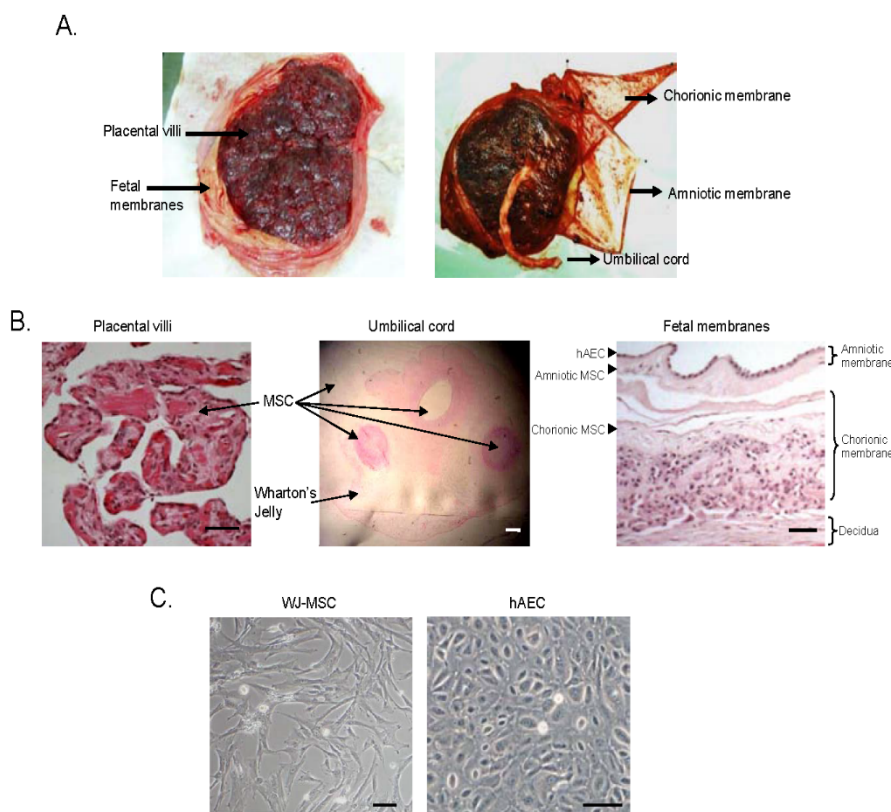 A.
Placental villi
Fetal
membranes
Chorionic membrane
Amniotic membrane
Umbilical cord
B.
Placental villi
Umbilical cord
Fetal membranes
MSC
Wharton's
Jelly
hAEC
Amniotic MSC
Chorionic MSC
Amniotic
membrane
Chorionic
membrane
Decidua
C.
WJ-MSC
hAEC